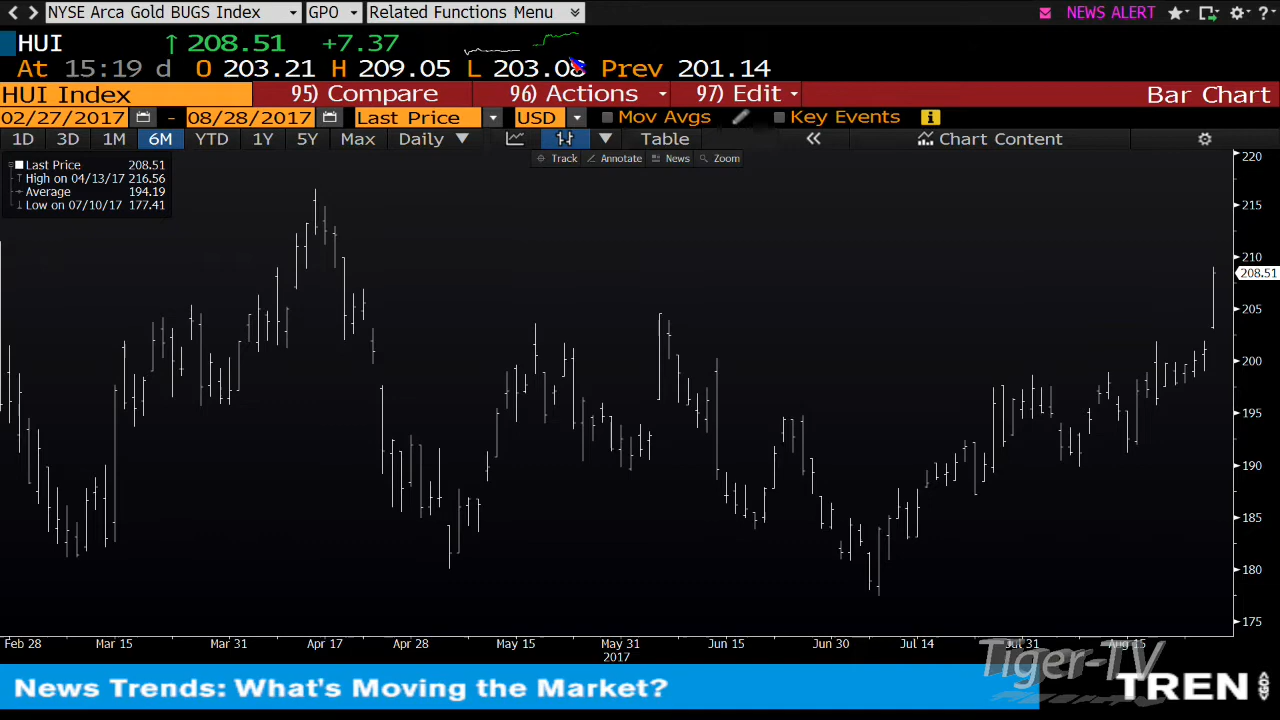 NYSE Arca Gold BUGS Index GPO Related Functions Menu NEWS ALERT ?
HUI ↑ 208.51 +7.37
At 15:19 d O 203.21 H 209.05 L 203.08 Prev 201.14
HUI Index 95) Compare 96) Actions 97) Edit Bar Chart
02/27/2017 - 08/28/2017 Last Price USD Mov Avgs Key Events
1D 3D 1M 6M YTD 1Y 5Y Max Daily Table « Chart Content
Track Annotate News Zoom
Last Price 208.51
High on 04/13/17 216.56
Average 194.19
Low on 07/10/17 177.41
220
215
210
208.51
205
200
195
190
185
180
175
Feb 28 Mar 15 Mar 31 Apr 17 Apr 28 May 15 May 31 Jun 15 Jun 30 Jul 14 Jul 31 Aug 15
2017
Tiger-TV
News Trends: What's Moving the Market?
TREN